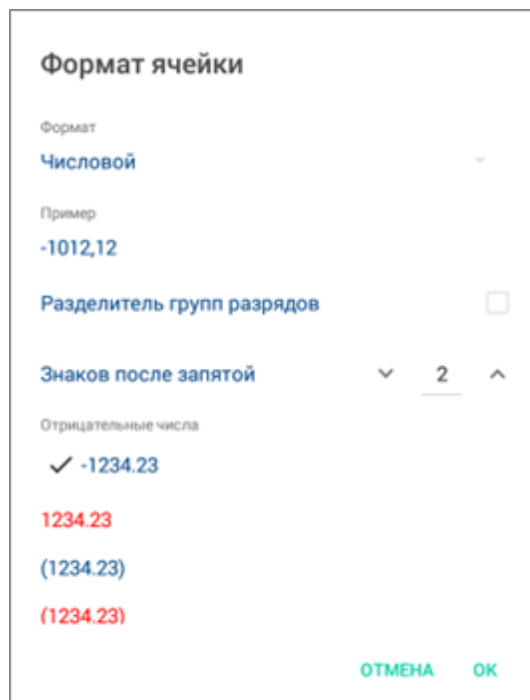 Формат ячейки
Формат
Числовой
Пример
-1012,12
Разделитель групп разрядов
Знаков после запятой 2
Отрицательные числа
-1234.23
1234.23
(1234.23)
(1234.23)
ОТМЕНА ОК